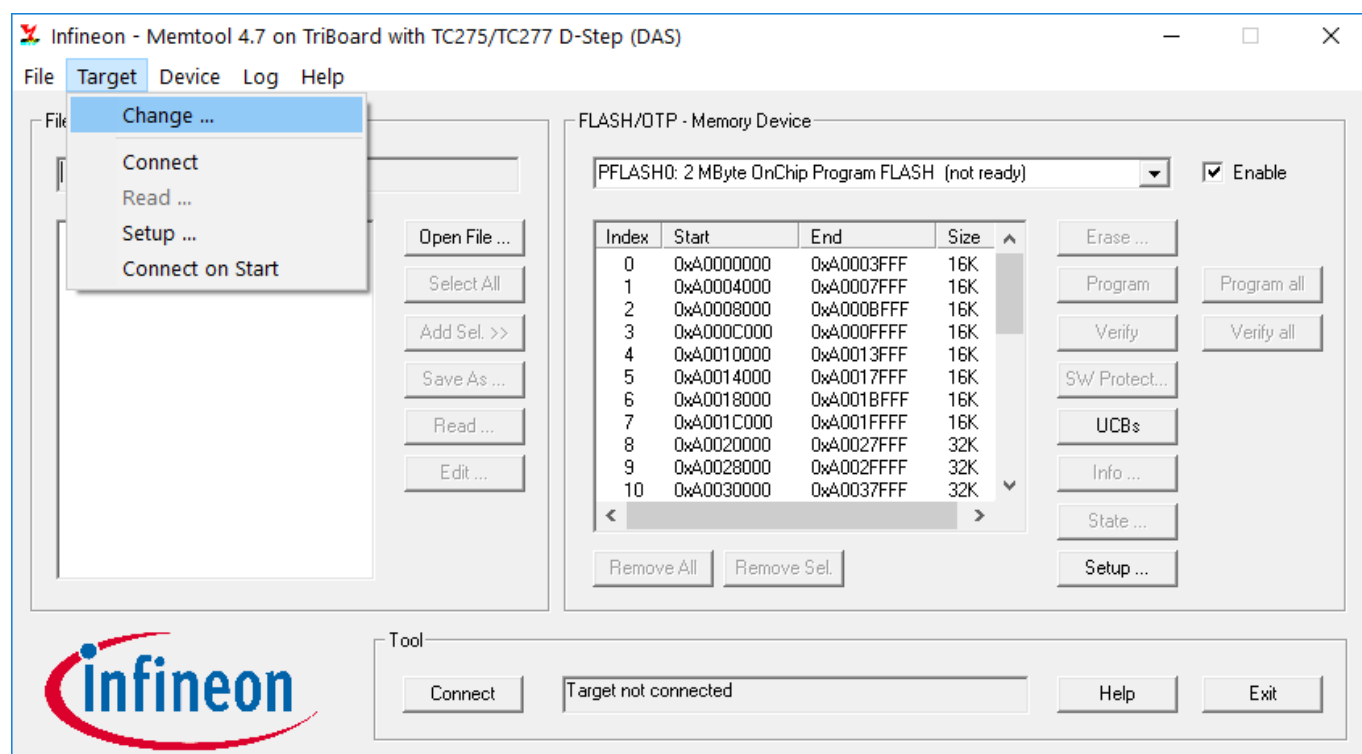 Infineon - Memtool 4.7 on TriBoard with TC275/TC277 D-Step (DAS)
File Target Device Log Help
Change ...
Connect
Read ...
Setup ...
Connect on Start
File
Open File ...
Select All
Add Sel. >>
Save As ...
Read ...
Edit ...
FLASH/OTP - Memory Device
PFLASH0: 2 MByte OnChip Program FLASH (not ready)
Enable
Index Start End Size
0 0xA0000000 0xA0003FFF 16K
1 0xA0004000 0xA0007FFF 16K
2 0xA0008000 0xA000BFFF 16K
3 0xA000C000 0xA000FFFF 16K
4 0xA0010000 0xA0013FFF 16K
5 0xA0014000 0xA0017FFF 16K
6 0xA0018000 0xA001BFFF 16K
7 0xA001C000 0xA001FFFF 16K
8 0xA0020000 0xA0027FFF 32K
9 0xA0028000 0xA002FFFF 32K
10 0xA0030000 0xA0037FFF 32K
Erase ...
Program
Program all
Verify
Verify all
SW Protect...
UCBs
Info ...
State ...
Setup ...
Remove All
Remove Sel.
infineon
Tool
Connect
Target not connected
Help
Exit